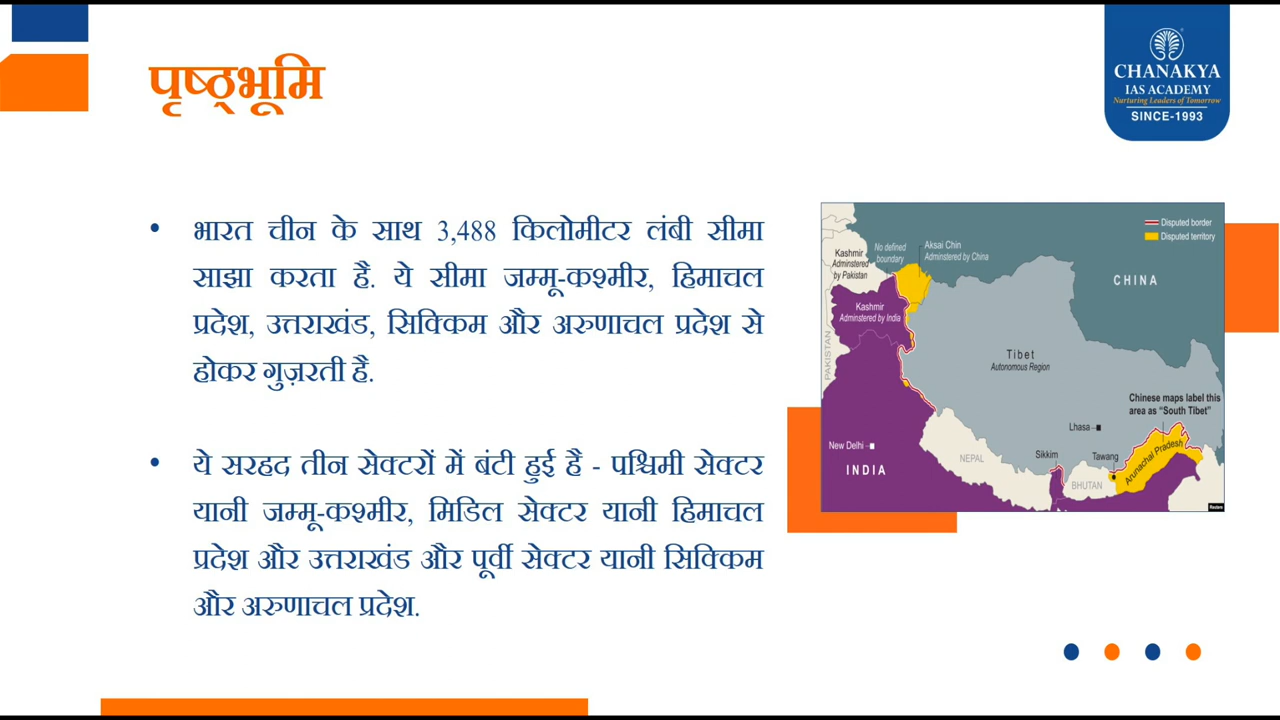 पृष्ठ्भूमि
CHANAKYA
IAS ACADEMY
Nurturing Leaders of Tomorrow
SINCE-1993
• भारत चीन के साथ 3,488 किलोमीटर लंबी सीमा
साझा करता है. ये सीमा जम्मू-कश्मीर, हिमाचल
प्रदेश, उत्तराखंड, सिक्किम और अरुणाचल प्रदेश से
होकर गुज़रती है.
• ये सरहद तीन सेक्टरों में बंटी हुई है - पश्चिमी सेक्टर
यानी जम्मू-कश्मीर, मिडिल सेक्टर यानी हिमाचल
प्रदेश और उत्तराखंड और पूर्वी सेक्टर यानी सिक्किम
और अरुणाचल प्रदेश.
Disputed border
Disputed territory
Kashmir
Adminstered
by Pakistan
No defined
boundary
Aksai Chin
Adminstered by China
CHINA
Kashmir
Adminstered by India
PAKISTAN
Tibet
Autonomous Region
Chinese maps label this
area as “South Tibet”
Lhasa
New Delhi
INDIA
NEPAL
Sikkim
Tawang
BHUTAN
Arunachal Pradesh
Reuters